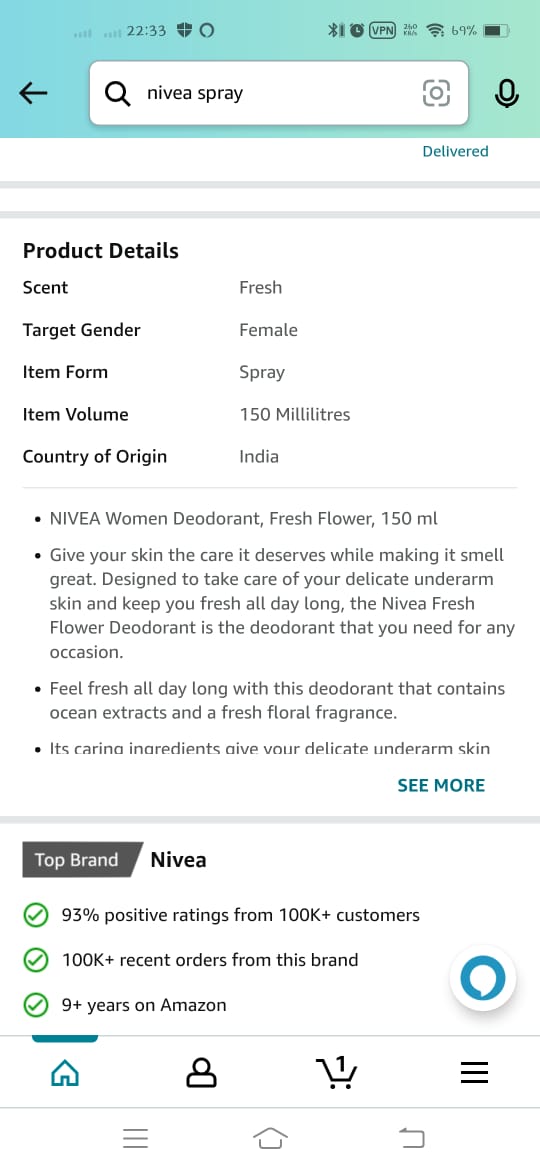 22:33
VPN
260
KB/s
69%
nivea spray
Delivered
Product Details
Scent Fresh
Target Gender Female
Item Form Spray
Item Volume 150 Millilitres
Country of Origin India
• NIVEA Women Deodorant, Fresh Flower, 150 ml
• Give your skin the care it deserves while making it smell
great. Designed to take care of your delicate underarm
skin and keep you fresh all day long, the Nivea Fresh
Flower Deodorant is the deodorant that you need for any
occasion.
• Feel fresh all day long with this deodorant that contains
ocean extracts and a fresh floral fragrance.
• Its caring ingredients give your delicate underarm skin
SEE MORE
Top Brand Nivea
93% positive ratings from 100K+ customers
100K+ recent orders from this brand
9+ years on Amazon
1